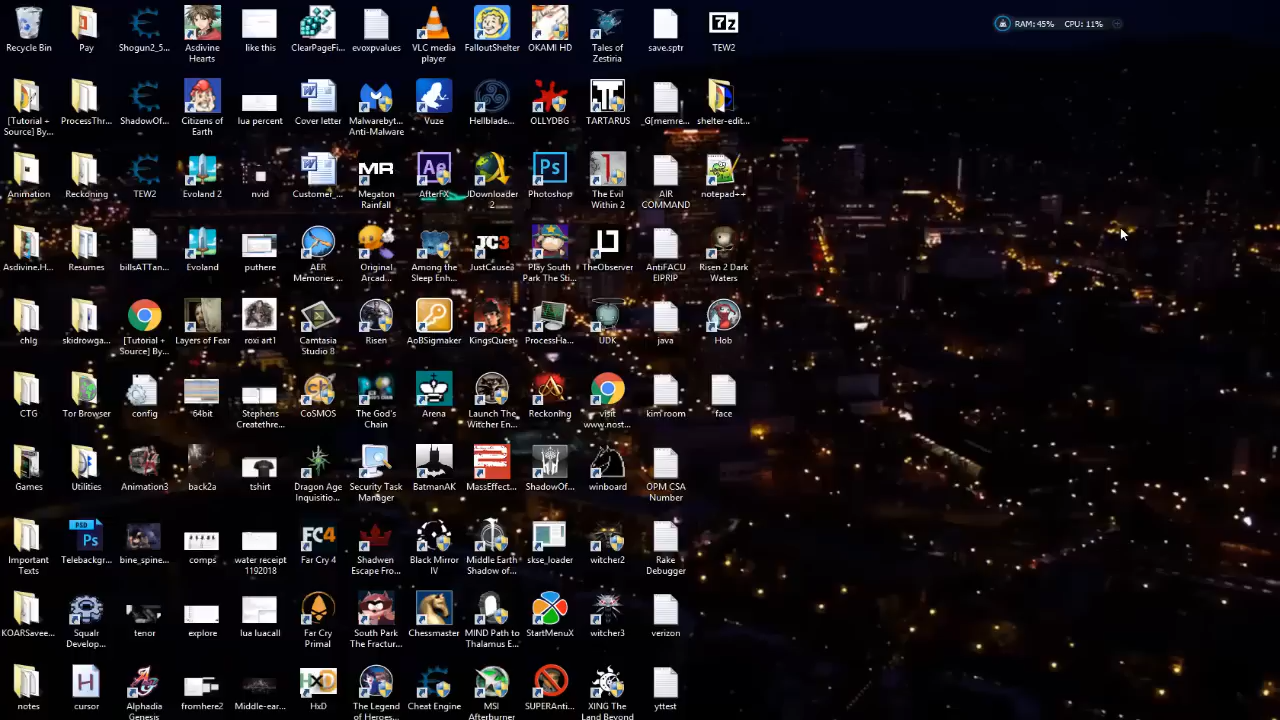 Recycle Bin
Pay
Shogun2_5...
Asdivine
Hearts
like this
ClearPageFi...
evoxpvalues
VLC media
player
FalloutShelter
OKAMI HD
Tales of
Zestiria
save.sptr
7z
TEW2
RAM: 45%
CPU: 11%
[Tutorial +
Source] By...
ProcessThr...
ShadowOf...
Citizens of
Earth
lua percent
Cover letter
Malwarebyt...
Anti-Malware
Vuze
Hellblade...
OLLYDBG
T
TARTARUS
_G[memre...
shelter-edit...
Animation
Reckoning
TEW2
Evoland 2
nvid
Customer_...
MR
Megaton
Rainfall
Ae
AfterFX
JDownloader
2
Ps
Photoshop
The Evil
Within 2
AIR
COMMAND
notepad++
Asdivine.H...
Resumes
billsATTan...
Evoland
puthere
AER
Memories ...
Original
Arcad...
Among the
Sleep Enh...
JC3
JustCause3
Play South
Park The Sti...
TheObserver
AntiFACU
EIPRIP
Risen 2 Dark
Waters
chlg
skidrowga...
[Tutorial +
Source] By...
Layers of Fear
roxi art1
Camtasia
Studio 8
Risen
AoBSigmaker
KingsQuest
ProcessHa...
UDK
java
Hob
CTG
Tor Browser
config
64bit
Stephens
Createthre...
CoSMOS
The God's
Chain
Arena
Launch The
Witcher En...
Reckoning
visit
www.nost...
kim room
face
Games
Utilities
Animation3
back2a
tshirt
Dragon Age
Inquisitio...
Security Task
Manager
BatmanAK
MassEffect...
ShadowOf...
winboard
OPM CSA
Number
Important
Texts
PSD
Ps
Telebackgr...
bine_spine...
comps
water receipt
1192018
FC4
Far Cry 4
Shadwen
Escape Fro...
Black Mirror
IV
Middle Earth
Shadow of...
skse_loader
witcher2
Rake
Debugger
KOARSavee...
Squalr
Develop...
tenor
explore
lua luacall
Far Cry
Primal
South Park
The Fractur...
Chessmaster
MIND Path to
Thalamus E...
StartMenuX
witcher3
verizon
notes
H
cursor
Alphadia
Genesis
fromhere2
Middle-ear...
HxD
HxD
The Legend
of Heroes...
Cheat Engine
MSI
Afterburner
SUPERAnti...
XING The
Land Beyond
yttest